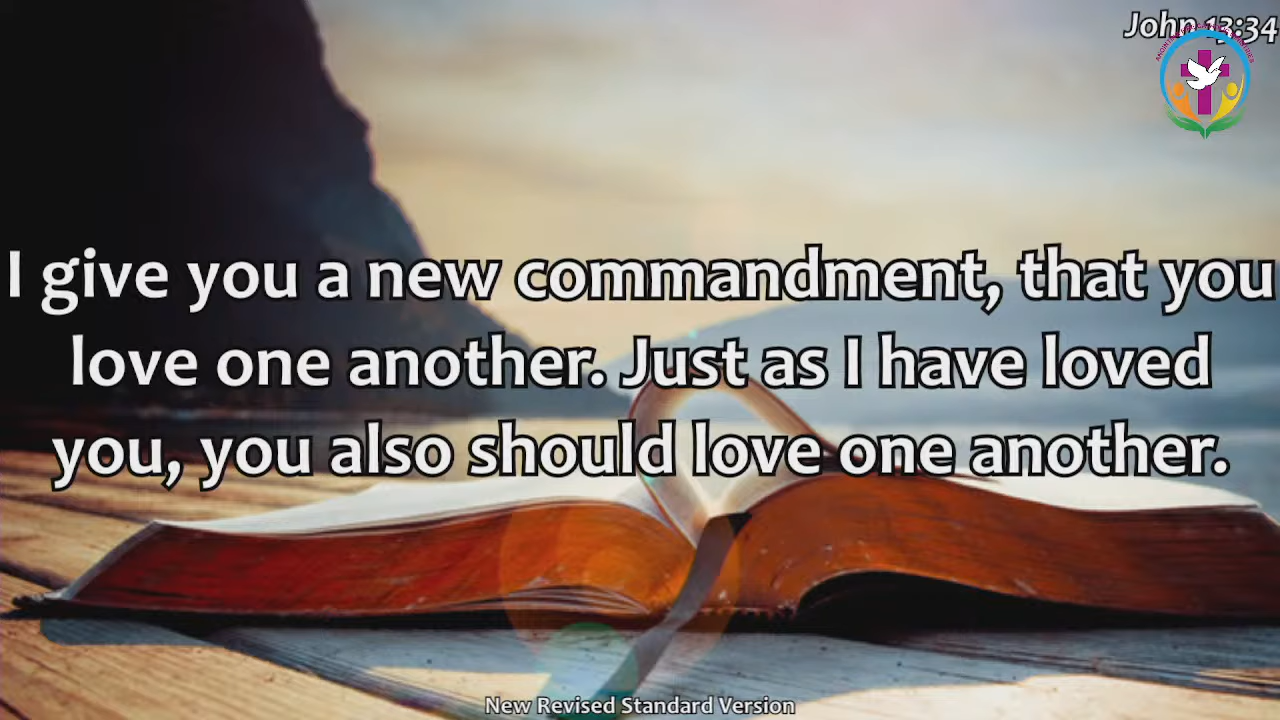 John 13:34
I give you a new commandment, that you
love one another. Just as I have loved
you, you also should love one another.
New Revised Standard Version